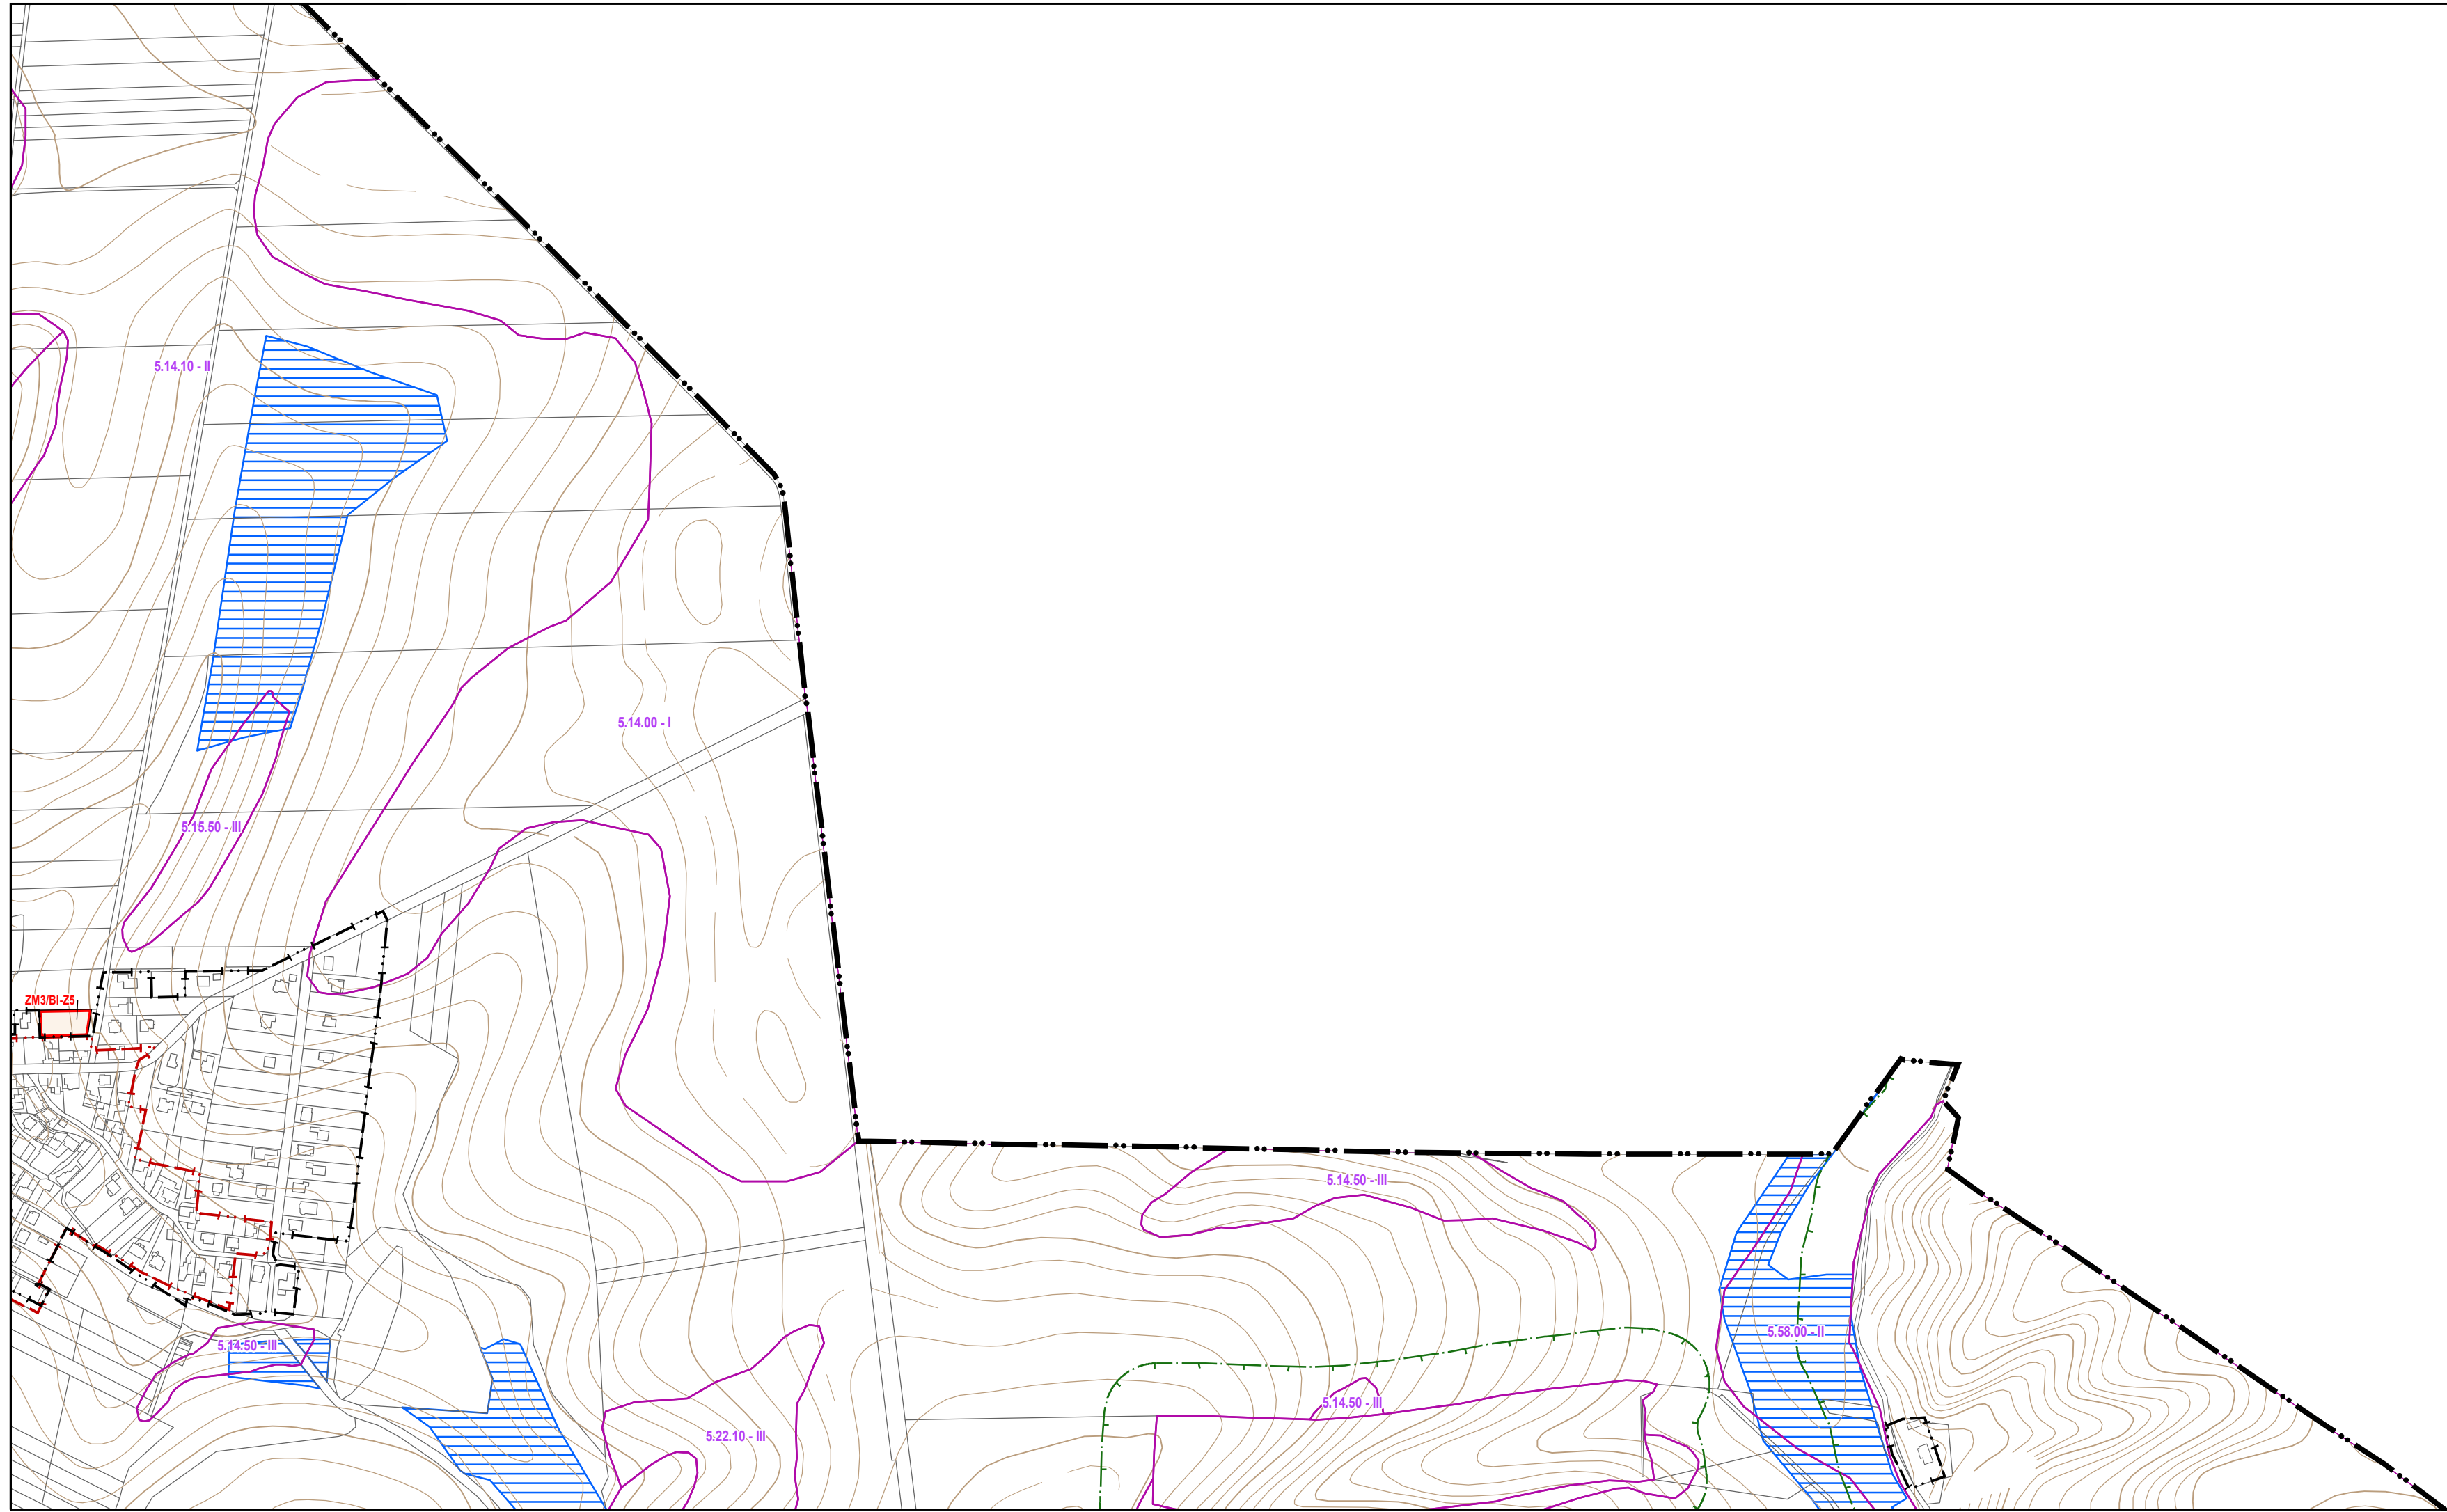 5.14.10 - II
5.14.00 - I
5.15.50 - III
ZM3/BI-Z5
5.14.50 - III
5.58.00 - II
5.14.50 - III
5.14.50 - III
5.22.10 - III